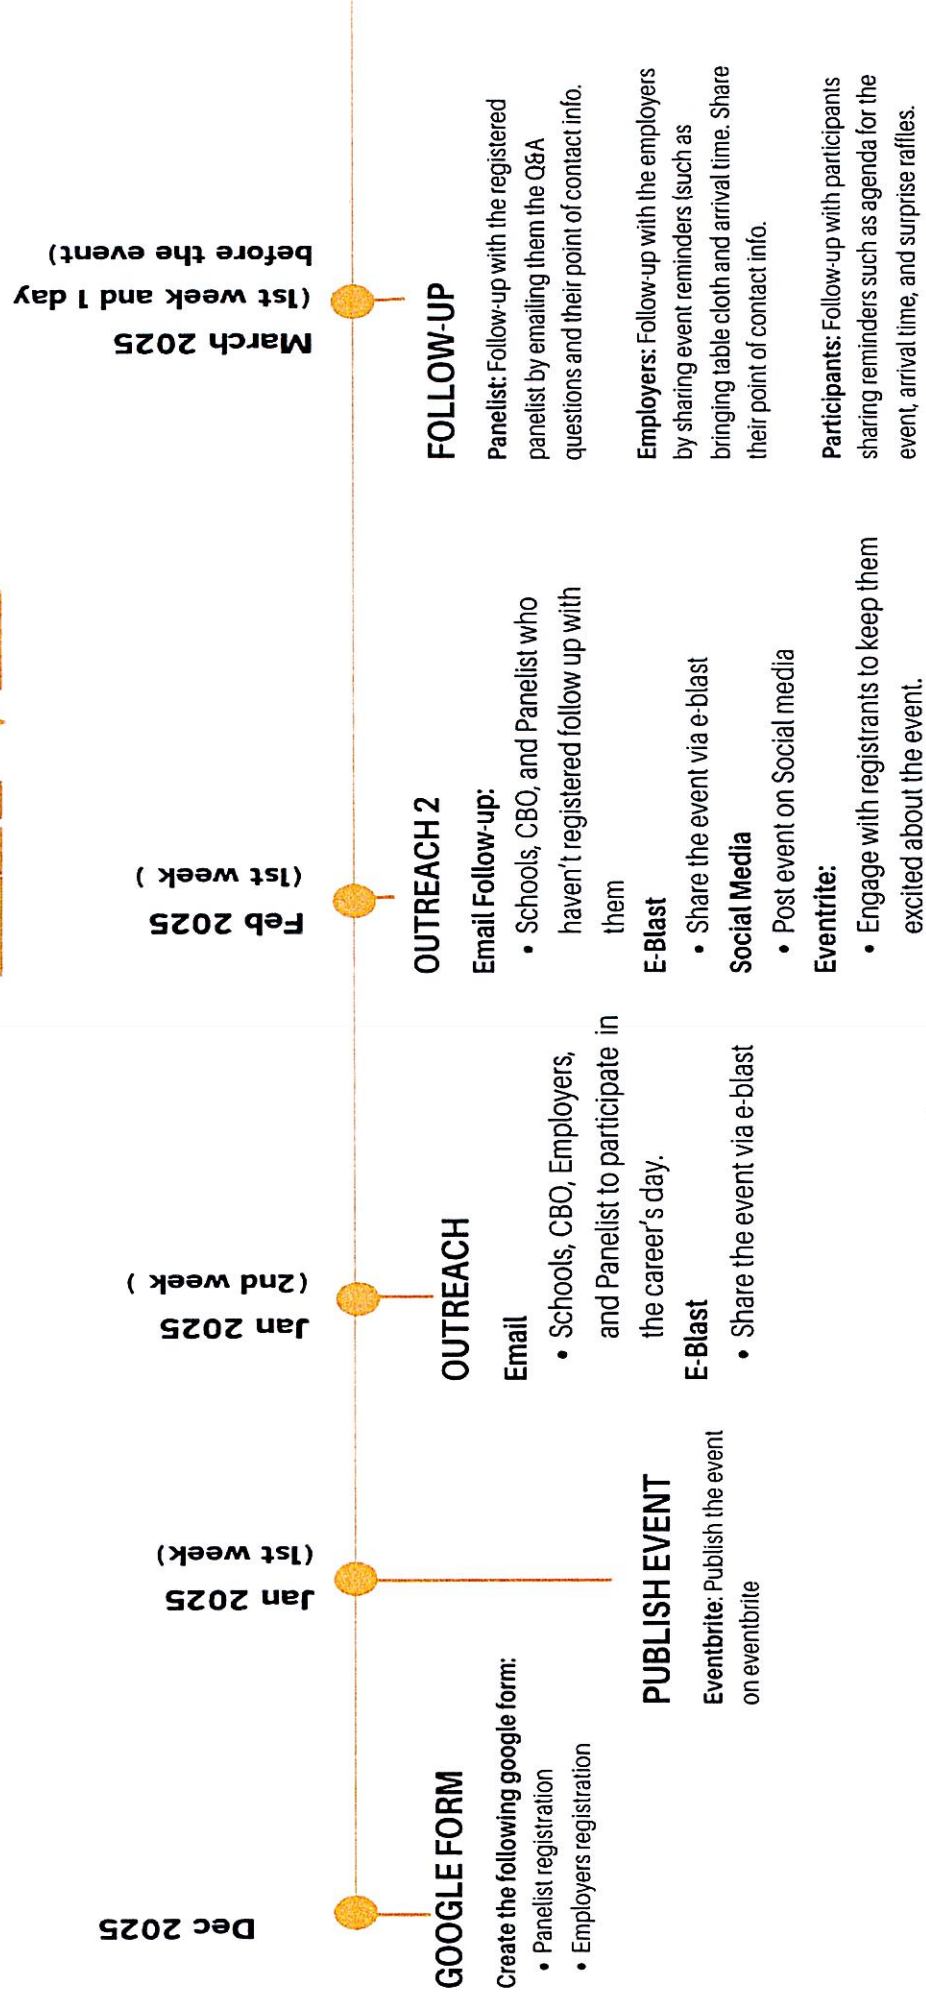 Dec 2025
GOOGLE FORM
Create the following google form:
• Panelist registration
• Employers registration
Jan 2025
(1st week)
PUBLISH EVENT
Eventbrite: Publish the event
on eventbrite
Jan 2025
(2nd week )
OUTREACH
Email
• Schools, CBO, Employers,
and Panelist to participate in
the career's day.
E-Blast
• Share the event via e-blast
Feb 2025
(1st week )
OUTREACH 2
Email Follow-up:
• Schools, CBO, and Panelist who
haven't registered follow up with
them
E-Blast
• Share the event via e-blast
Social Media
• Post event on Social media
Eventrite:
• Engage with registrants to keep them
excited about the event.
March 2025
(1st week and 1 day
before the event)
FOLLOW-UP
Panelist: Follow-up with the registered
panelist by emailing them the Q&A
questions and their point of contact info.
Employers: Follow-up with the employers
by sharing event reminders (such as
bringing table cloth and arrival time. Share
their point of contact info.
Participants: Follow-up with participants
sharing reminders such as agenda for the
event, arrival time, and surprise raffles.